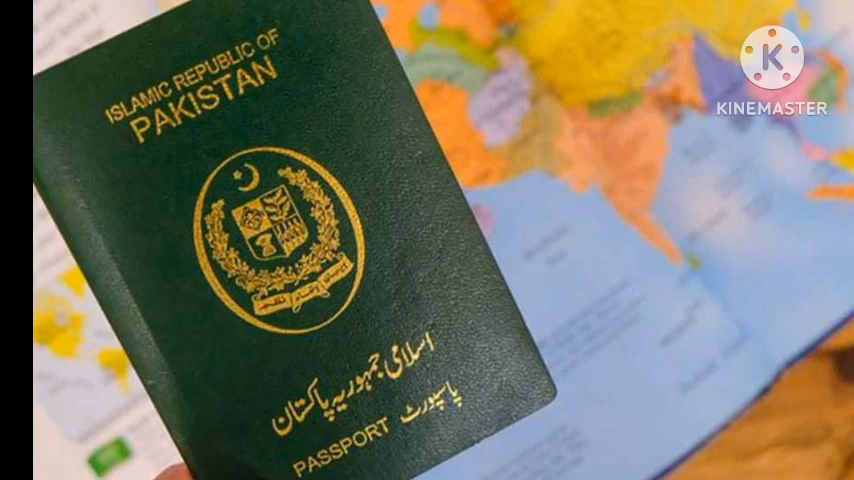 ISLAMIC REPUBLIC OF
PAKISTAN
اسلامی جمہوریہ پاکستان
PASSPORT پاسپورٹ
K
KINEMASTER